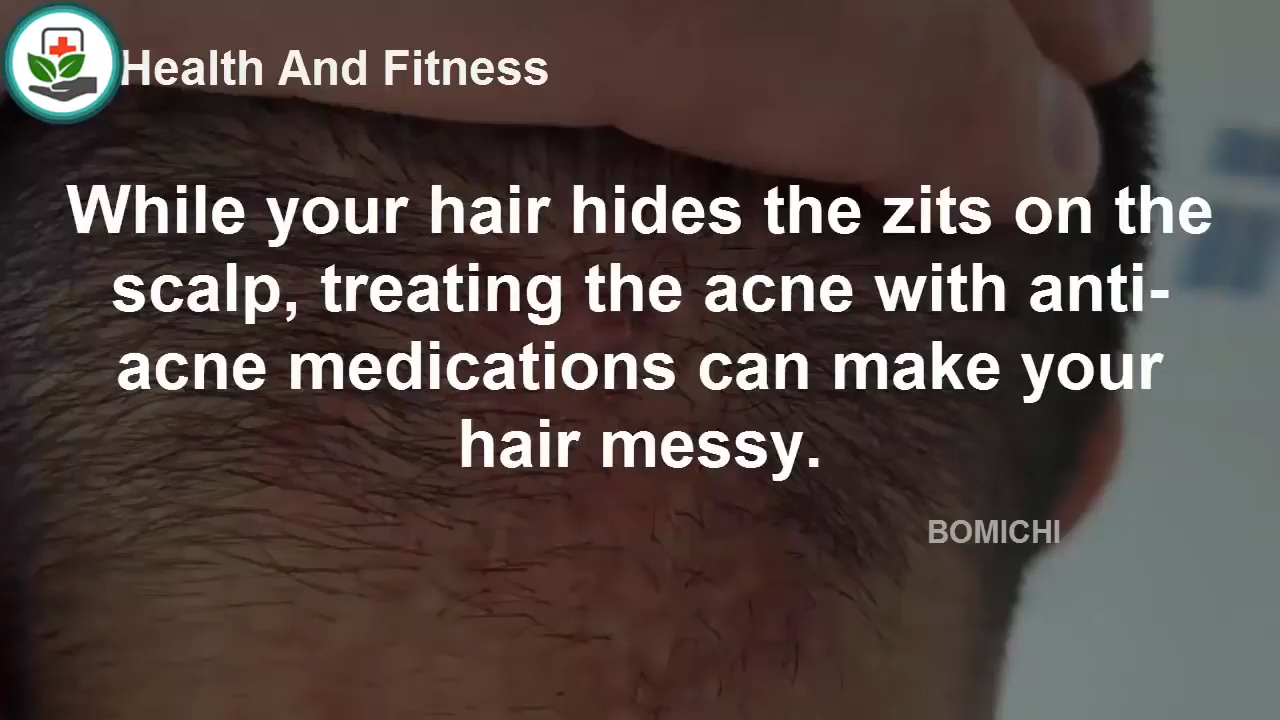 Health And Fitness
While your hair hides the zits on the
scalp, treating the acne with anti-
acne medications can make your
hair messy.
BOMICHI